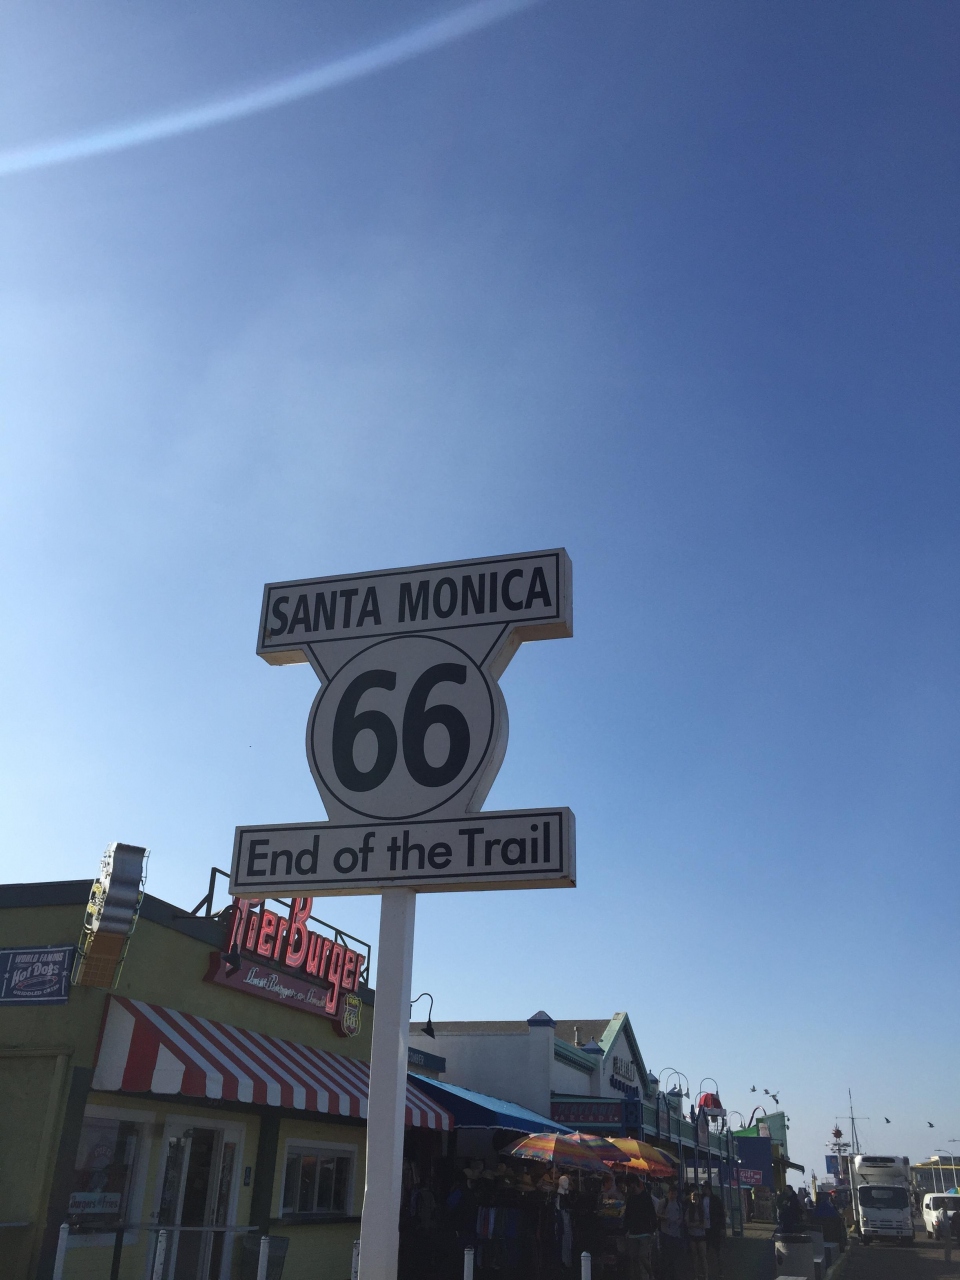 SANTA MONICA
66
End of the Trail
PierBurger
WORLD FAMOUS
Hot Dogs